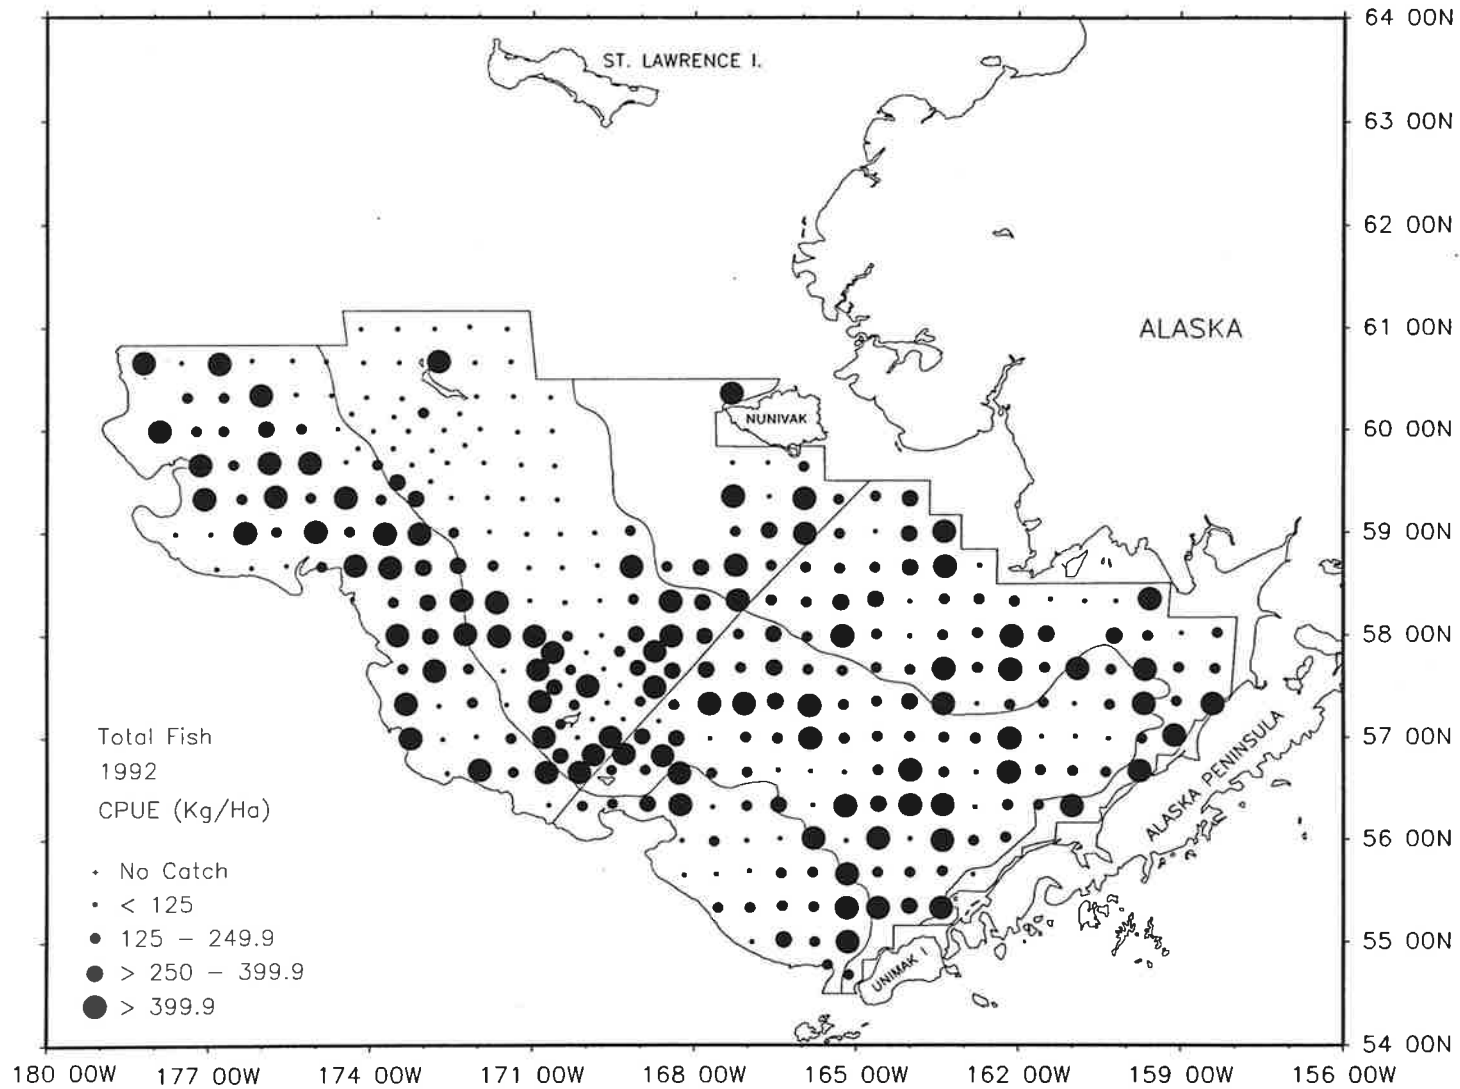 64 00N
ST. LAWRENCE I.
63 00N
62 00N
ALASKA
61 00N
60 00N
NUNIVAK
59 00N
58 00N
57 00N
Total Fish
1992
CPUE (Kg/Ha)
ALASKA PENINSULA
56 00N
No Catch
< 125
125 – 249.9
> 250 – 399.9
> 399.9
55 00N
UNIMAK I
54 00N
180 00W 177 00W 174 00W 171 00W 168 00W 165 00W 162 00W 159 00W 156 00W